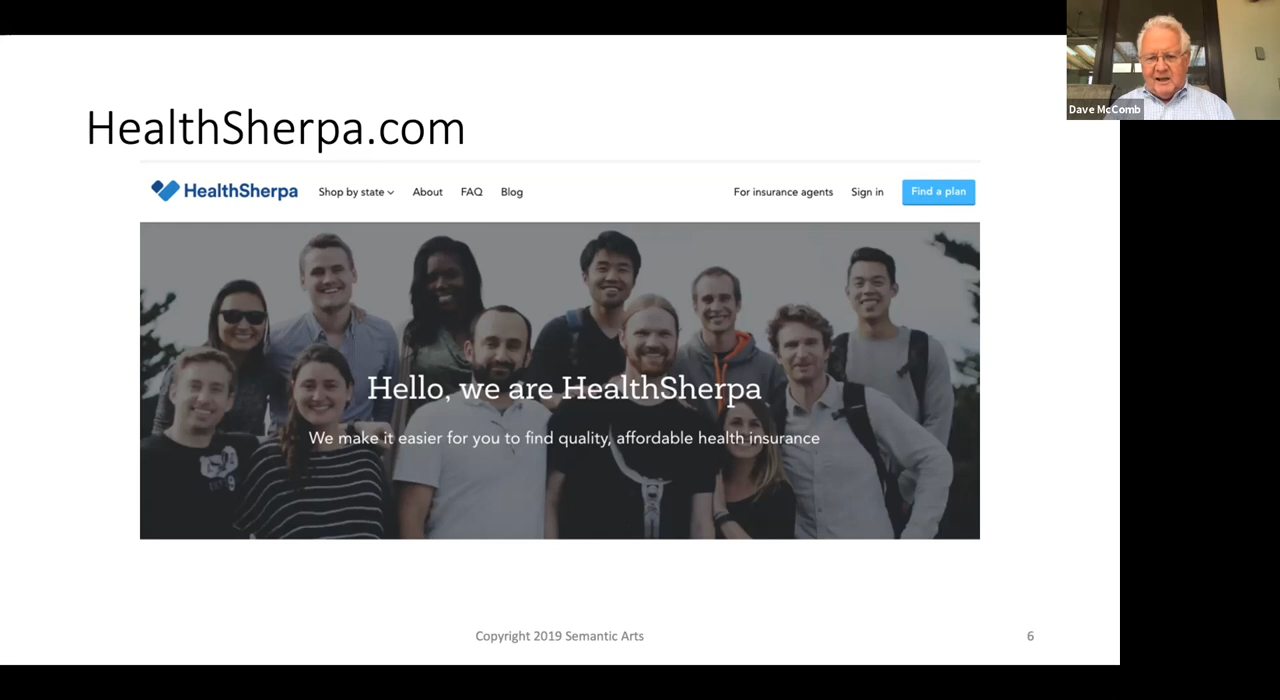 Dave McComb
HealthSherpa.com
HealthSherpa Shop by state About FAQ Blog For insurance agents Sign in Find a plan
Hello, we are HealthSherpa
We make it easier for you to find quality, affordable health insurance
Copyright 2019 Semantic Arts 6